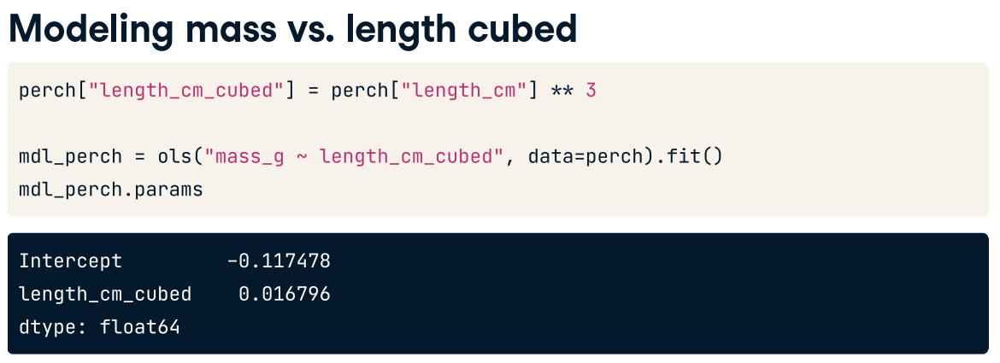 Modeling mass vs. length cubed
perch["length_cm_cubed"] = perch["length_cm"] ** 3
mdl_perch = ols("mass_g ~ length_cm_cubed", data=perch).fit()
mdl_perch.params
Intercept         -0.117478
length_cm_cubed    0.016796
dtype: float64